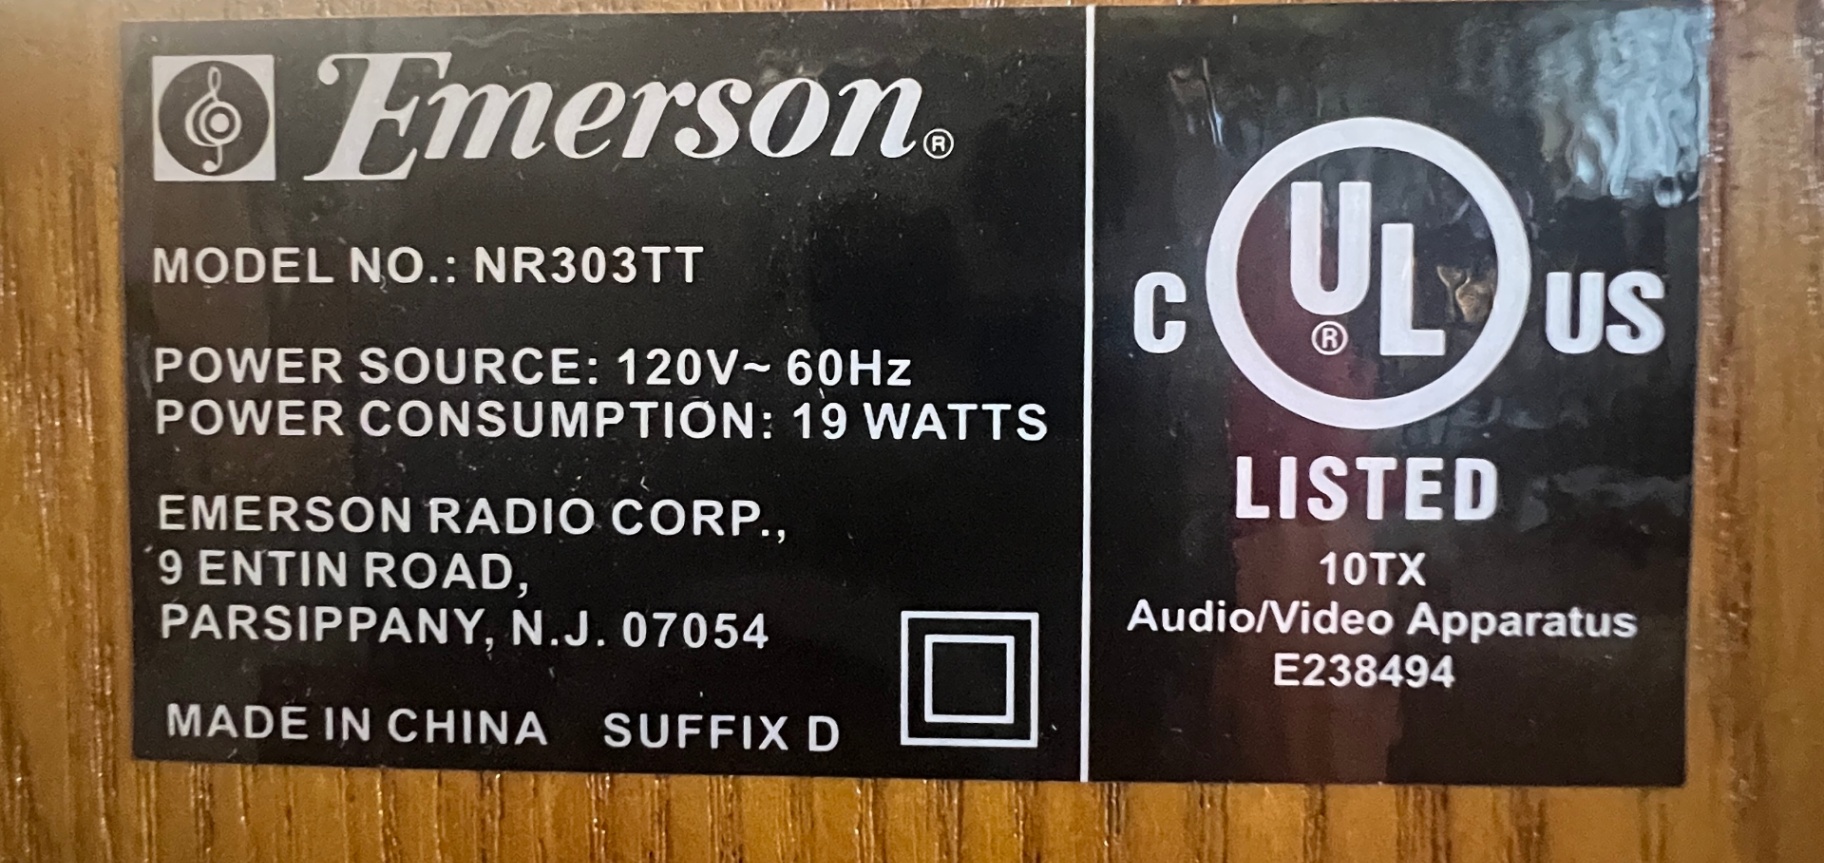 Emerson®
MODEL NO.: NR303TT
POWER SOURCE: 120V~ 60Hz
POWER CONSUMPTION: 19 WATTS
EMERSON RADIO CORP.,
9 ENTIN ROAD,
PARSIPPANY, N.J. 07054
MADE IN CHINA SUFFIX D
C UL® US
LISTED
10TX
Audio/Video Apparatus
E238494